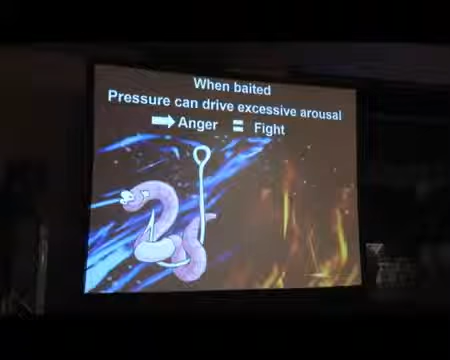 When baited
Pressure can drive excessive arousal
Anger = Fight